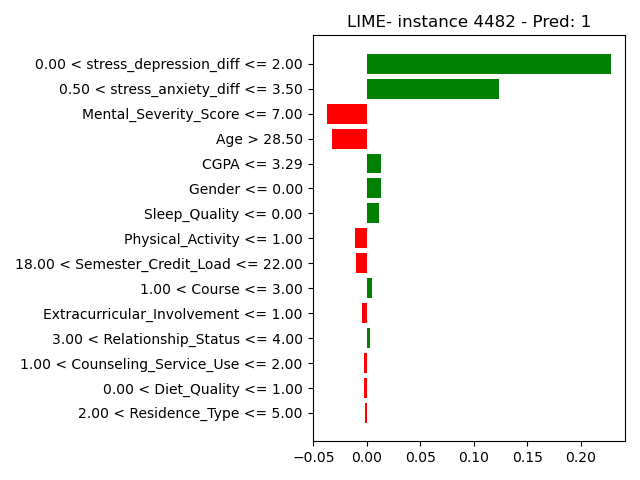 LIME- instance 4482 - Pred: 1
0.00 < stress_depression_diff <= 2.00
0.50 < stress_anxiety_diff <= 3.50
Mental_Severity_Score <= 7.00
Age > 28.50
CGPA <= 3.29
Gender <= 0.00
Sleep_Quality <= 0.00
Physical_Activity <= 1.00
18.00 < Semester_Credit_Load <= 22.00
1.00 < Course <= 3.00
Extracurricular_Involvement <= 1.00
3.00 < Relationship_Status <= 4.00
1.00 < Counseling_Service_Use <= 2.00
0.00 < Diet_Quality <= 1.00
2.00 < Residence_Type <= 5.00
−0.05 0.00 0.05 0.10 0.15 0.20